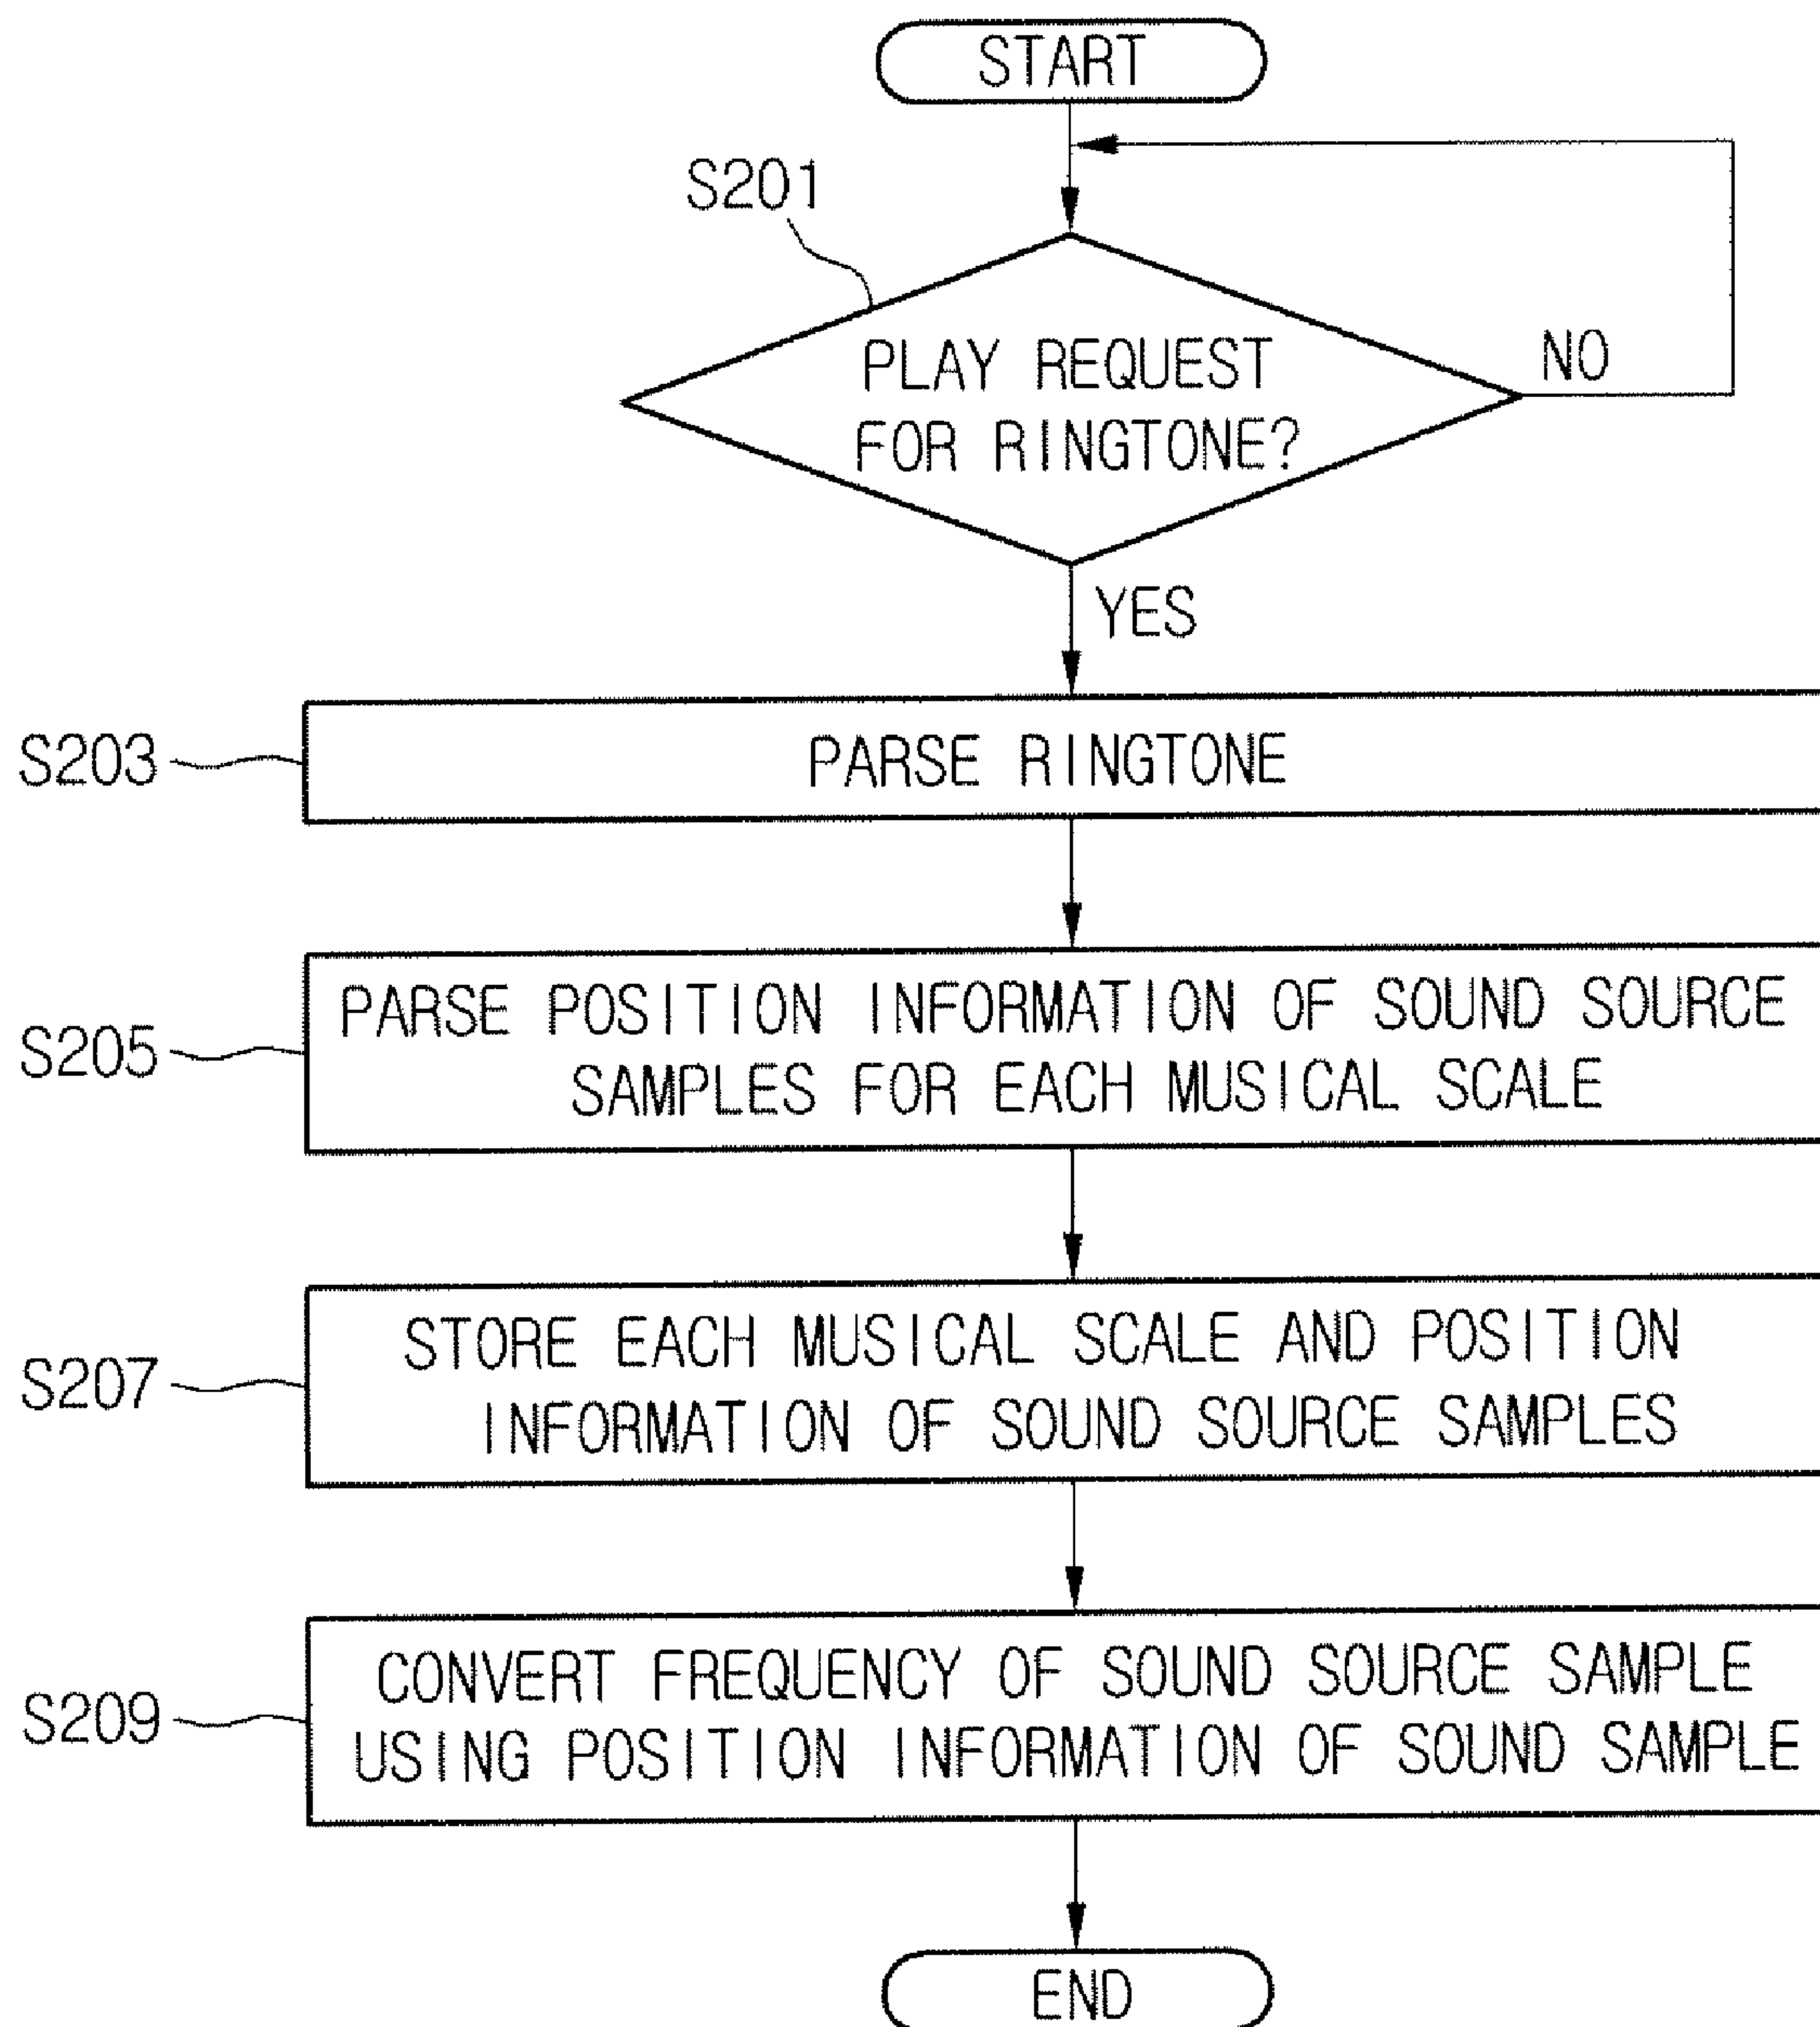 START
S201
PLAY REQUEST
FOR RINGTONE?
NO
YES
S203
PARSE RINGTONE
S205
PARSE POSITION INFORMATION OF SOUND SOURCE
SAMPLES FOR EACH MUSICAL SCALE
S207
STORE EACH MUSICAL SCALE AND POSITION
INFORMATION OF SOUND SOURCE SAMPLES
S209
CONVERT FREQUENCY OF SOUND SOURCE SAMPLE
USING POSITION INFORMATION OF SOUND SAMPLE
END